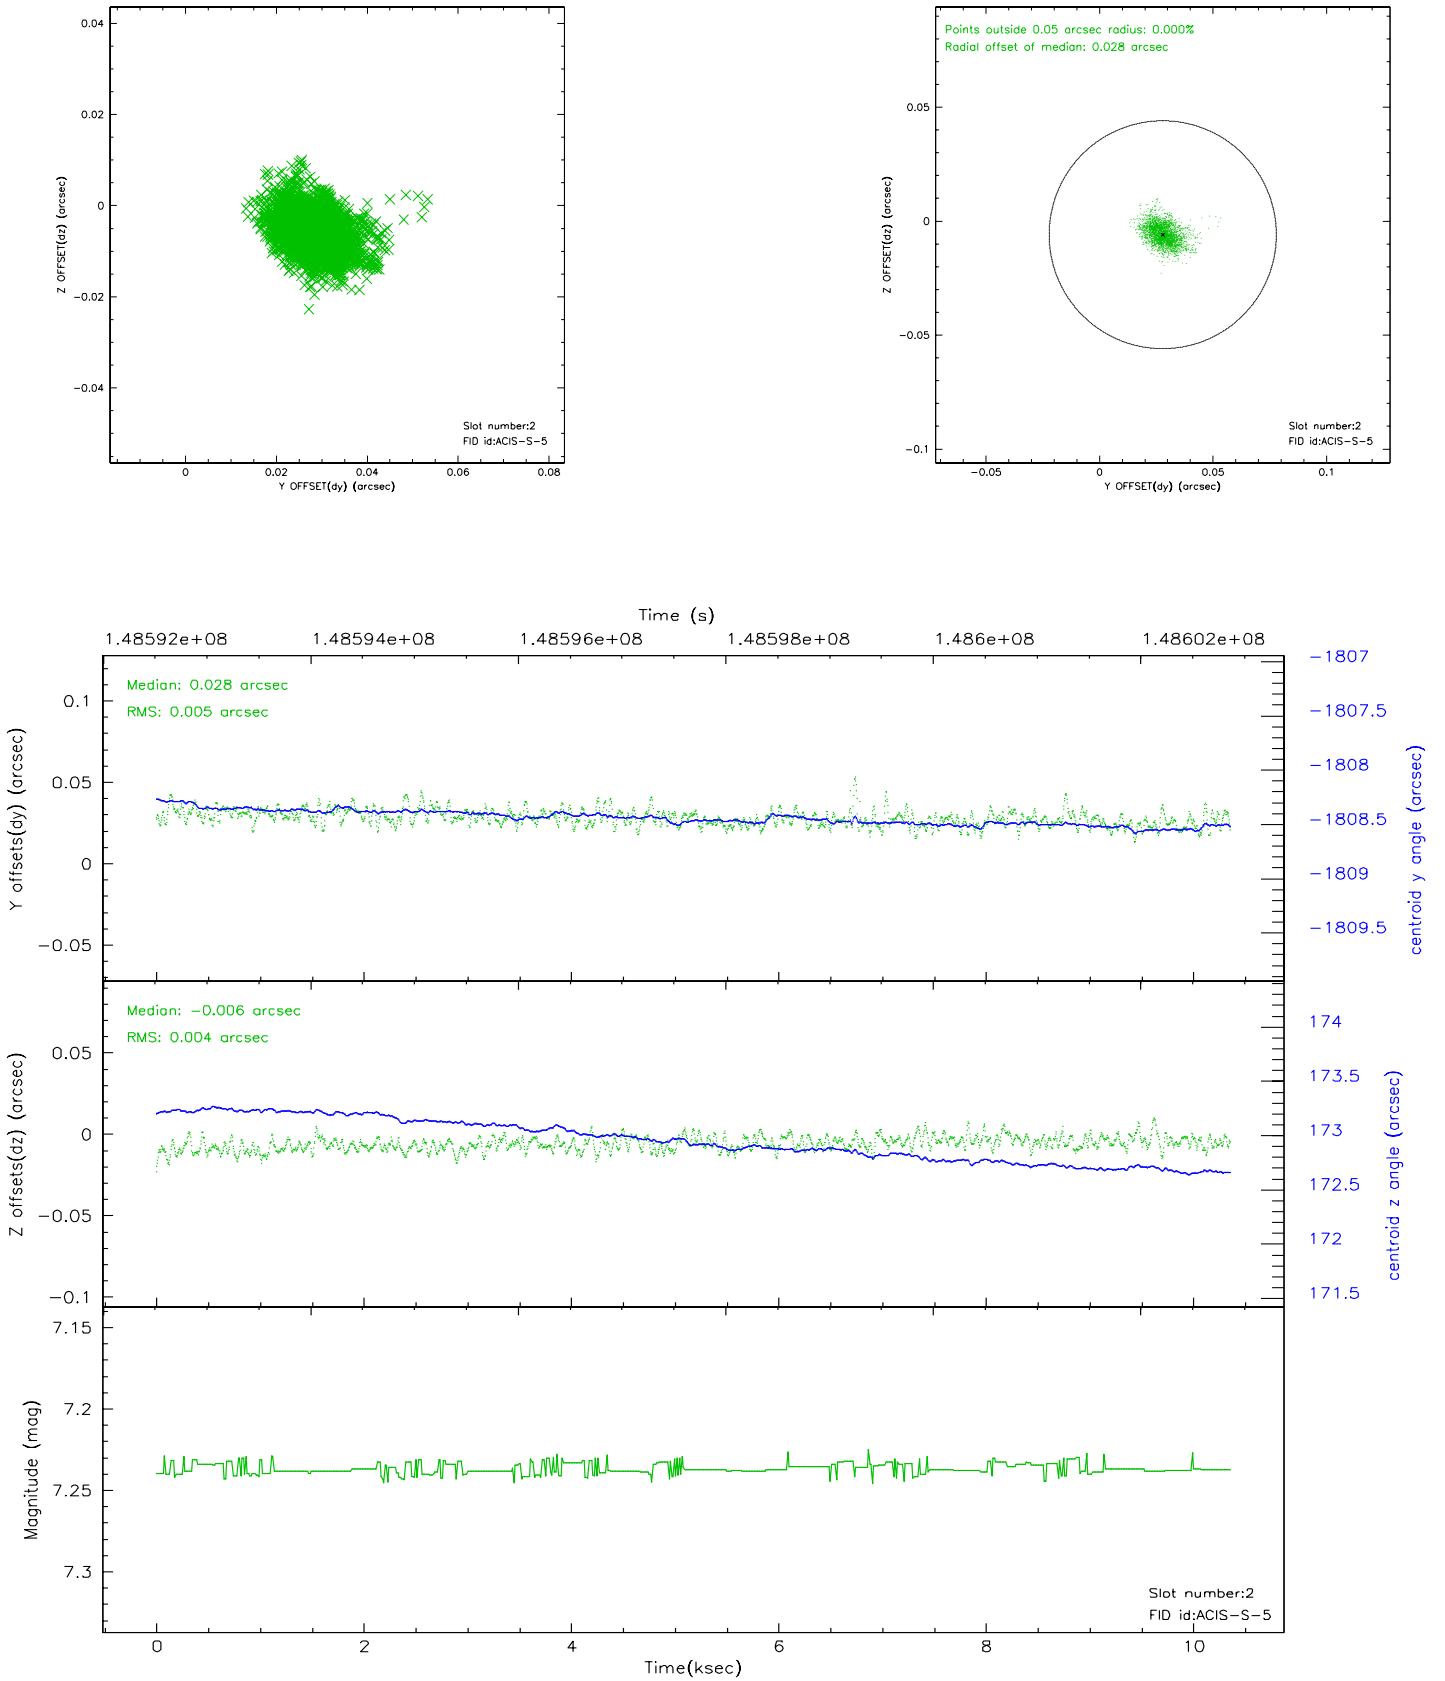 0.04
0.02
0
−0.02
−0.04
Z OFFSET(dz) (arcsec)
Slot number:2
FID id:ACIS−S−5
0
0.02
0.04
0.06
0.08
Y OFFSET(dy) (arcsec)
Points outside 0.05 arcsec radius: 0.000%
Radial offset of median: 0.028 arcsec
0.05
0
−0.05
−0.1
Z OFFSET(dz) (arcsec)
Slot number:2
FID id:ACIS−S−5
−0.05
0
0.05
0.1
Y OFFSET(dy) (arcsec)
Time (s)
1.48592e+08
1.48594e+08
1.48596e+08
1.48598e+08
1.486e+08
1.48602e+08
Median: 0.028 arcsec
RMS: 0.005 arcsec
0.1
0.05
0
−0.05
Y offsets(dy) (arcsec)
−1807
−1807.5
−1808
−1808.5
−1809
−1809.5
centroid y angle (arcsec)
Median: −0.006 arcsec
RMS: 0.004 arcsec
0.05
0
−0.05
−0.1
Z offsets(dz) (arcsec)
174
173.5
173
172.5
172
171.5
centroid z angle (arcsec)
7.15
7.2
7.25
7.3
Magnitude (mag)
Slot number:2
FID id:ACIS−S−5
0
2
4
6
8
10
Time(ksec)